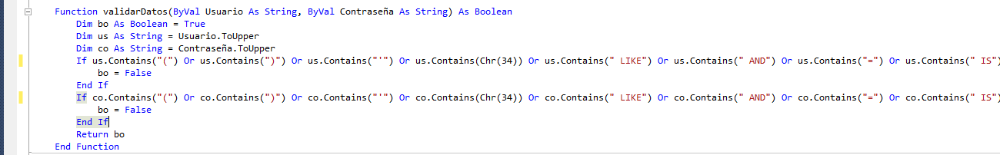 Function validarDatos(ByVal Usuario As String, ByVal Contraseña As String) As Boolean
Dim bo As Boolean = True
Dim us As String = Usuario.ToUpper
Dim co As String = Contraseña.ToUpper
If us.Contains("(") Or us.Contains(")") Or us.Contains("'") Or us.Contains(Chr(34)) Or us.Contains(" LIKE") Or us.Contains(" AND") Or us.Contains("=") Or us.Contains(" IS")
bo = False
End If
If co.Contains("(") Or co.Contains(")") Or co.Contains("'") Or co.Contains(Chr(34)) Or co.Contains(" LIKE") Or co.Contains(" AND") Or co.Contains("=") Or co.Contains(" IS")
bo = False
End If
Return bo
End Function